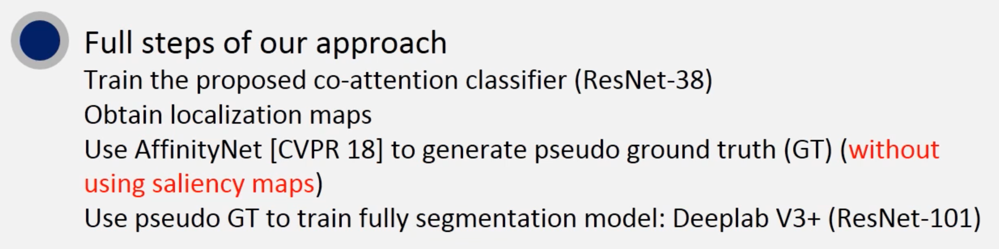 Full steps of our approach
Train the proposed co-attention classifier (ResNet-38)
Obtain localization maps
Use AffinityNet [CVPR 18] to generate pseudo ground truth (GT) (without
using saliency maps)
Use pseudo GT to train fully segmentation model: Deeplab V3+ (ResNet-101)